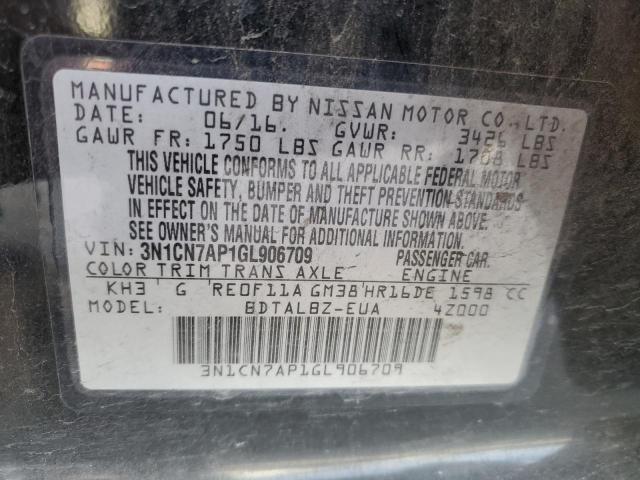 MANUFACTURED BY NISSAN MOTOR CO., LTD.
DATE: 06/16. GVWR: 3426 LBS
GAWR FR: 1750 LBS GAWR RR: 1708 LBS
THIS VEHICLE CONFORMS TO ALL APPLICABLE FEDERAL MOTOR
VEHICLE SAFETY, BUMPER AND THEFT PREVENTION STANDARDS
IN EFFECT ON THE DATE OF MANUFACTURE SHOWN ABOVE.
SEE OWNER'S MANUAL FOR ADDITIONAL INFORMATION.
VIN: 3N1CN7AP1GL906709 PASSENGER CAR.
COLOR TRIM TRANS AXLE ENGINE
KH3 ' G 'RE0F11A GM38'HR16DE 1598 CC
MODEL: BDTALBZ-EUA 4Z000
3N1CN7AP1GL906709